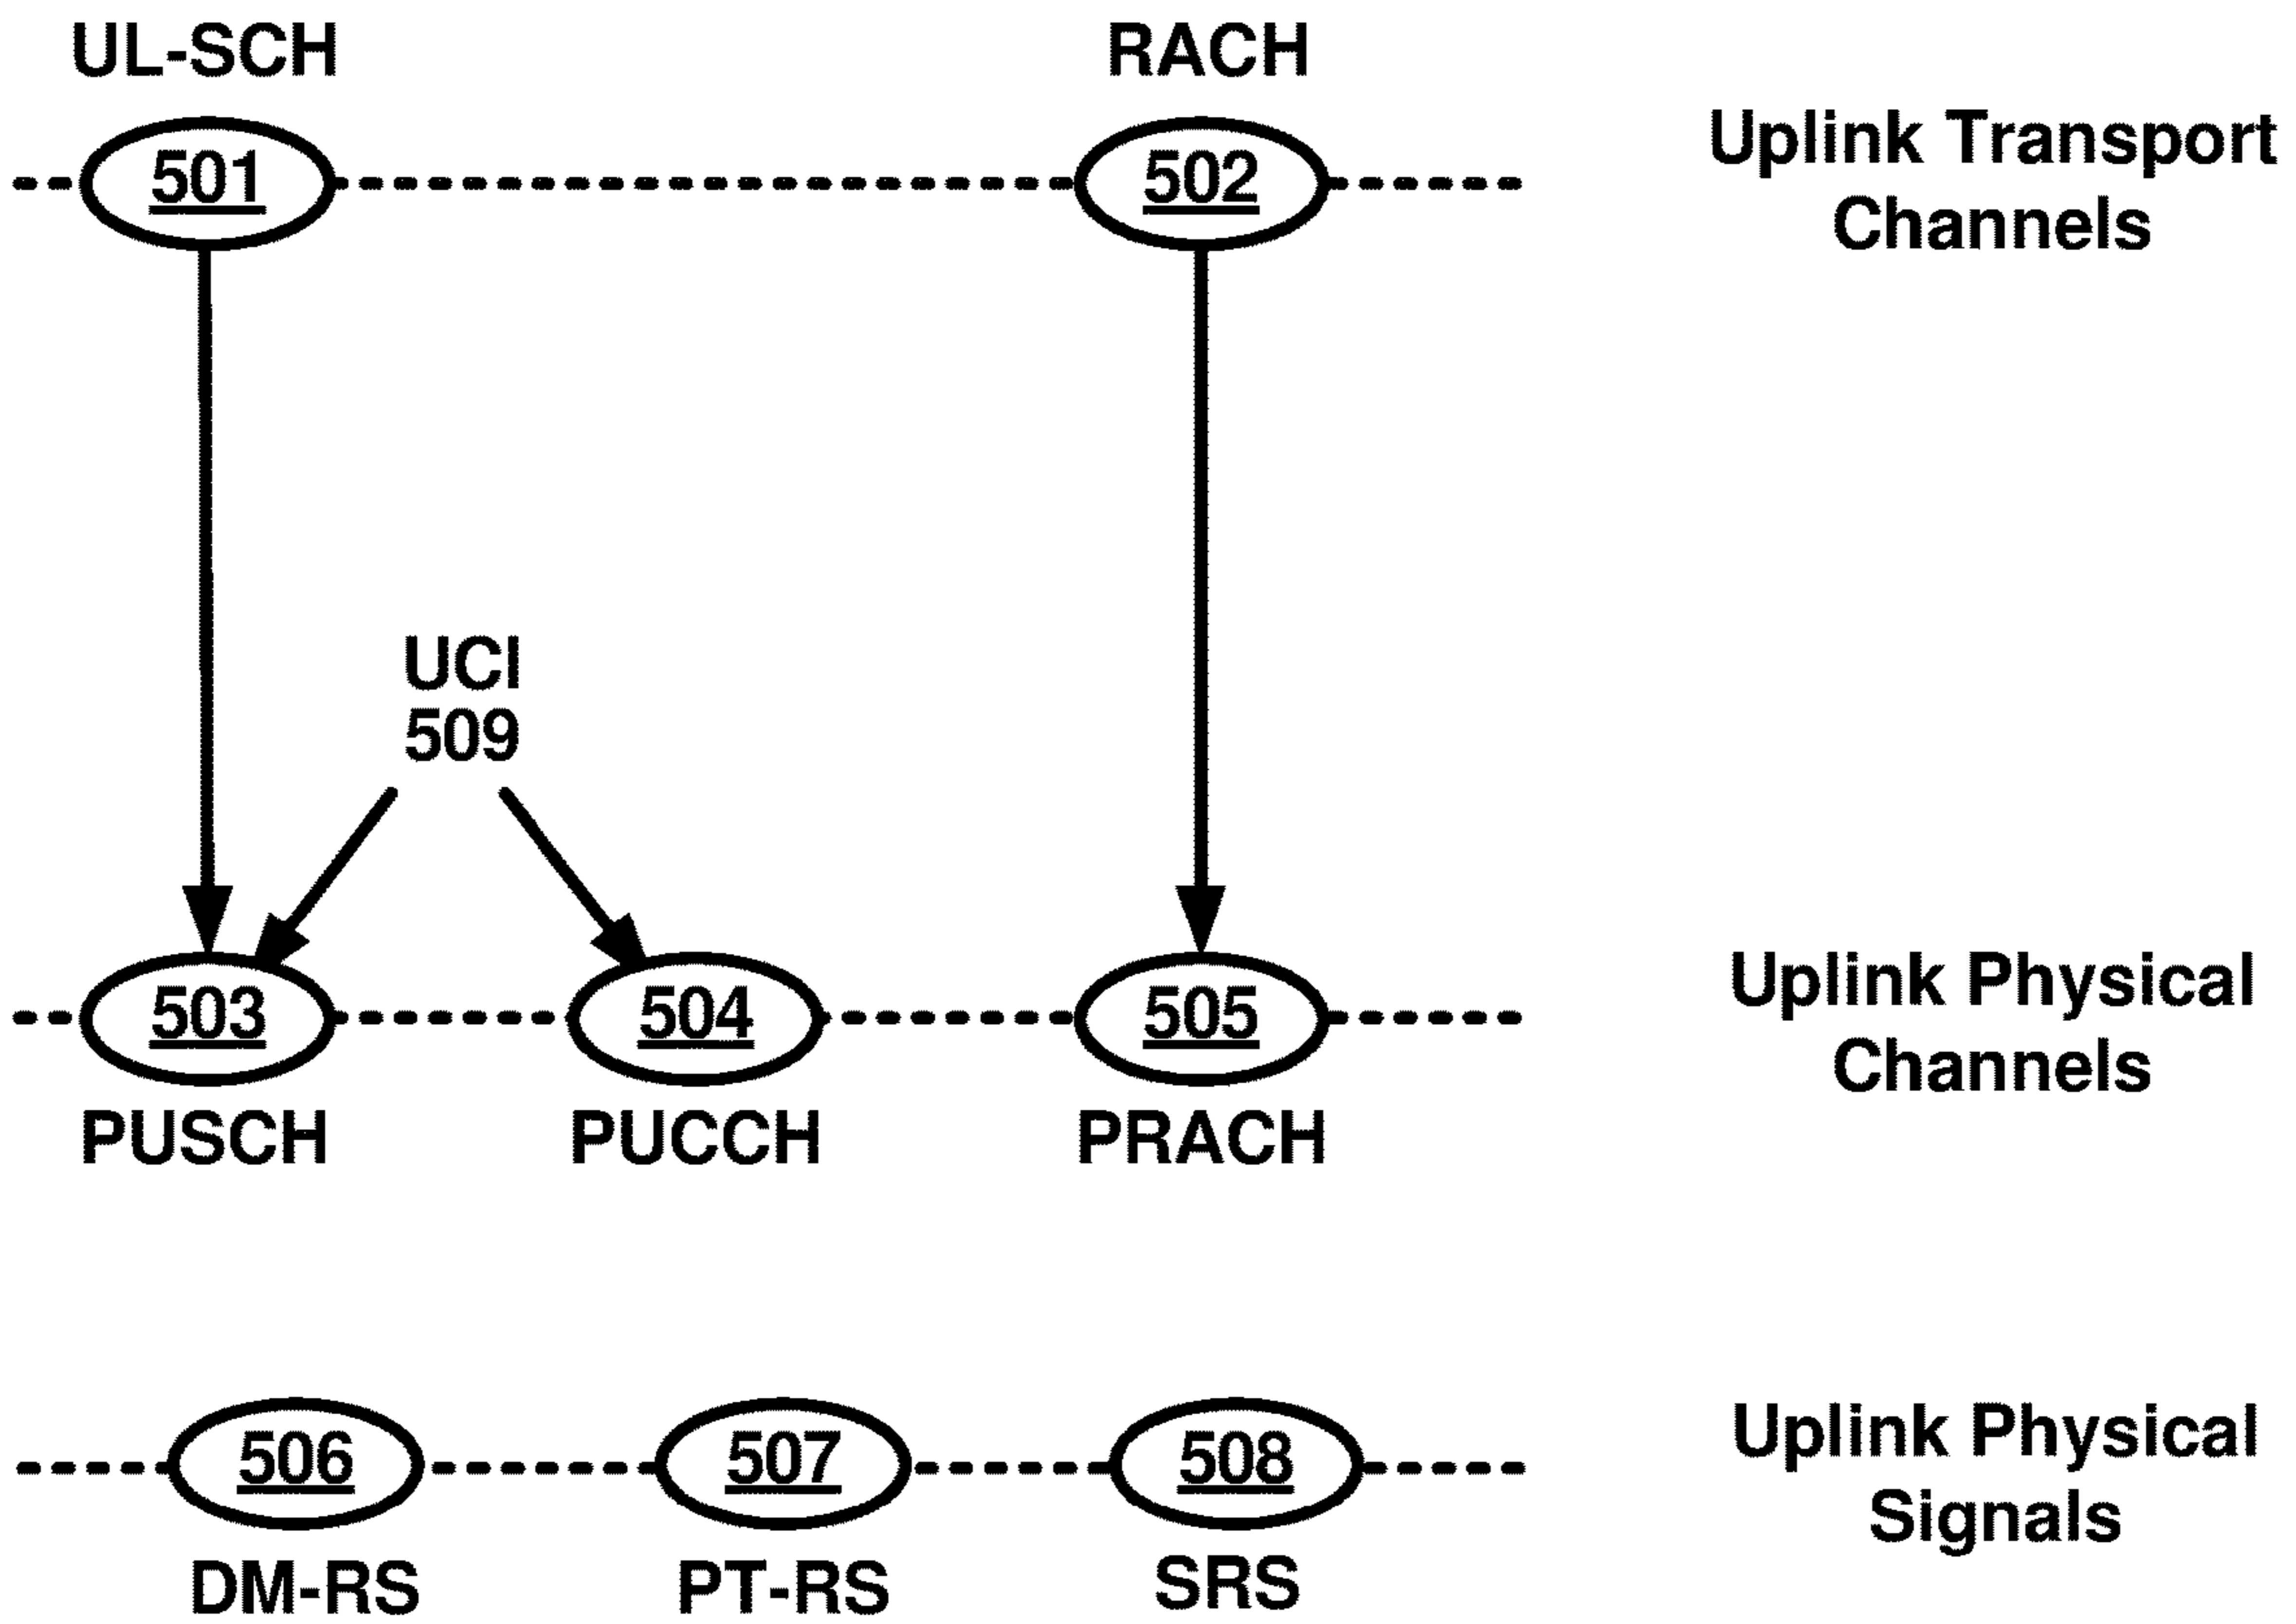 UL-SCH
RACH
501
502
Uplink Transport
Channels
UCI
509
503
504
505
Uplink Physical
Channels
PUSCH
PUCCH
PRACH
506
507
508
Uplink Physical
Signals
DM-RS
PT-RS
SRS